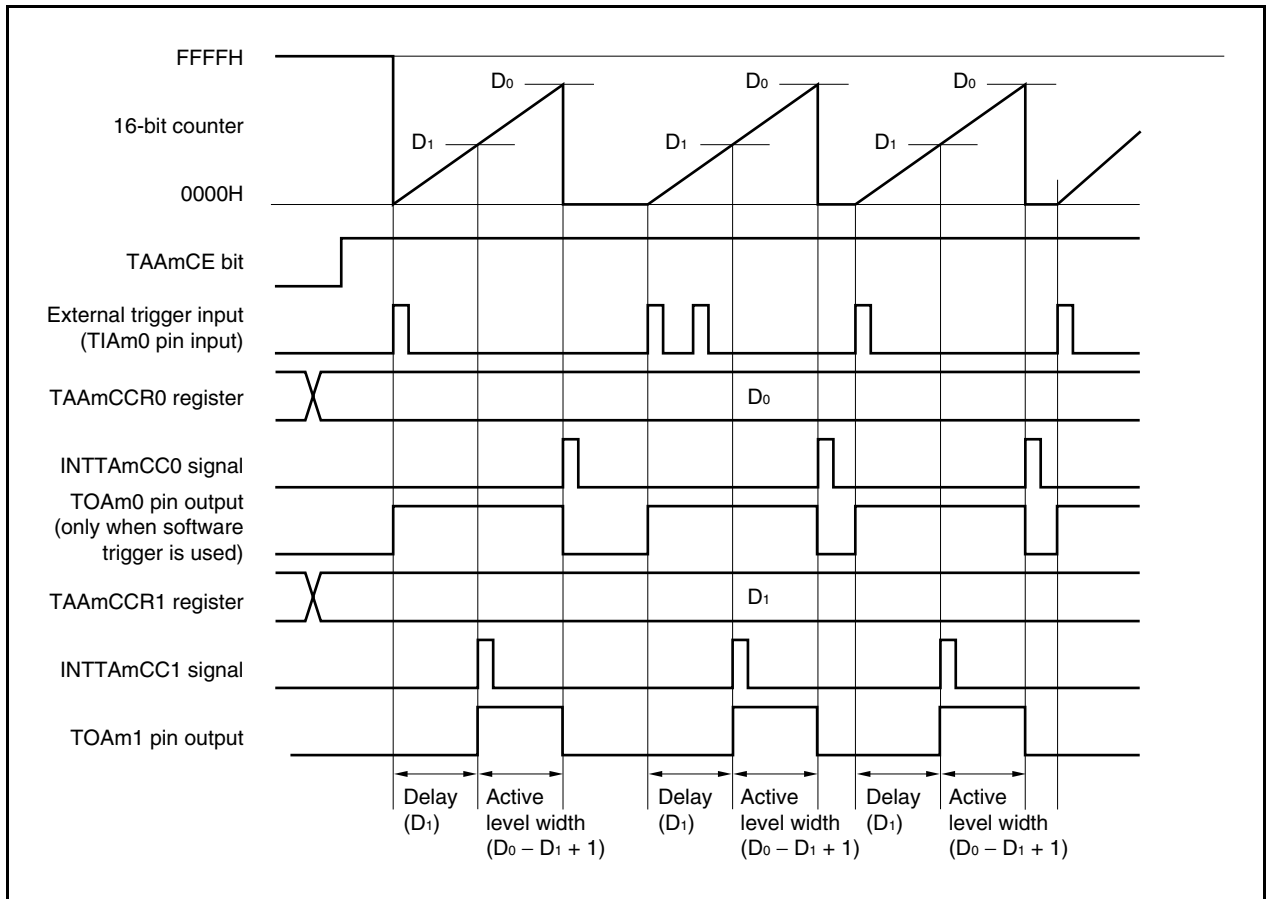 FFFFH
D0 D0 D0
16-bit counter
D1 D1 D1
0000H
TAAmCE bit
External trigger input
(TIAm0 pin input)
TAAmCCR0 register
D0
INTTAmCC0 signal
TOAm0 pin output
(only when software
trigger is used)
TAAmCCR1 register
D1
INTTAmCC1 signal
TOAm1 pin output
Delay
(D1)
Active
level width
(D0 − D1 + 1)
Delay
(D1)
Active
level width
(D0 − D1 + 1)
Delay
(D1)
Active
level width
(D0 − D1 + 1)